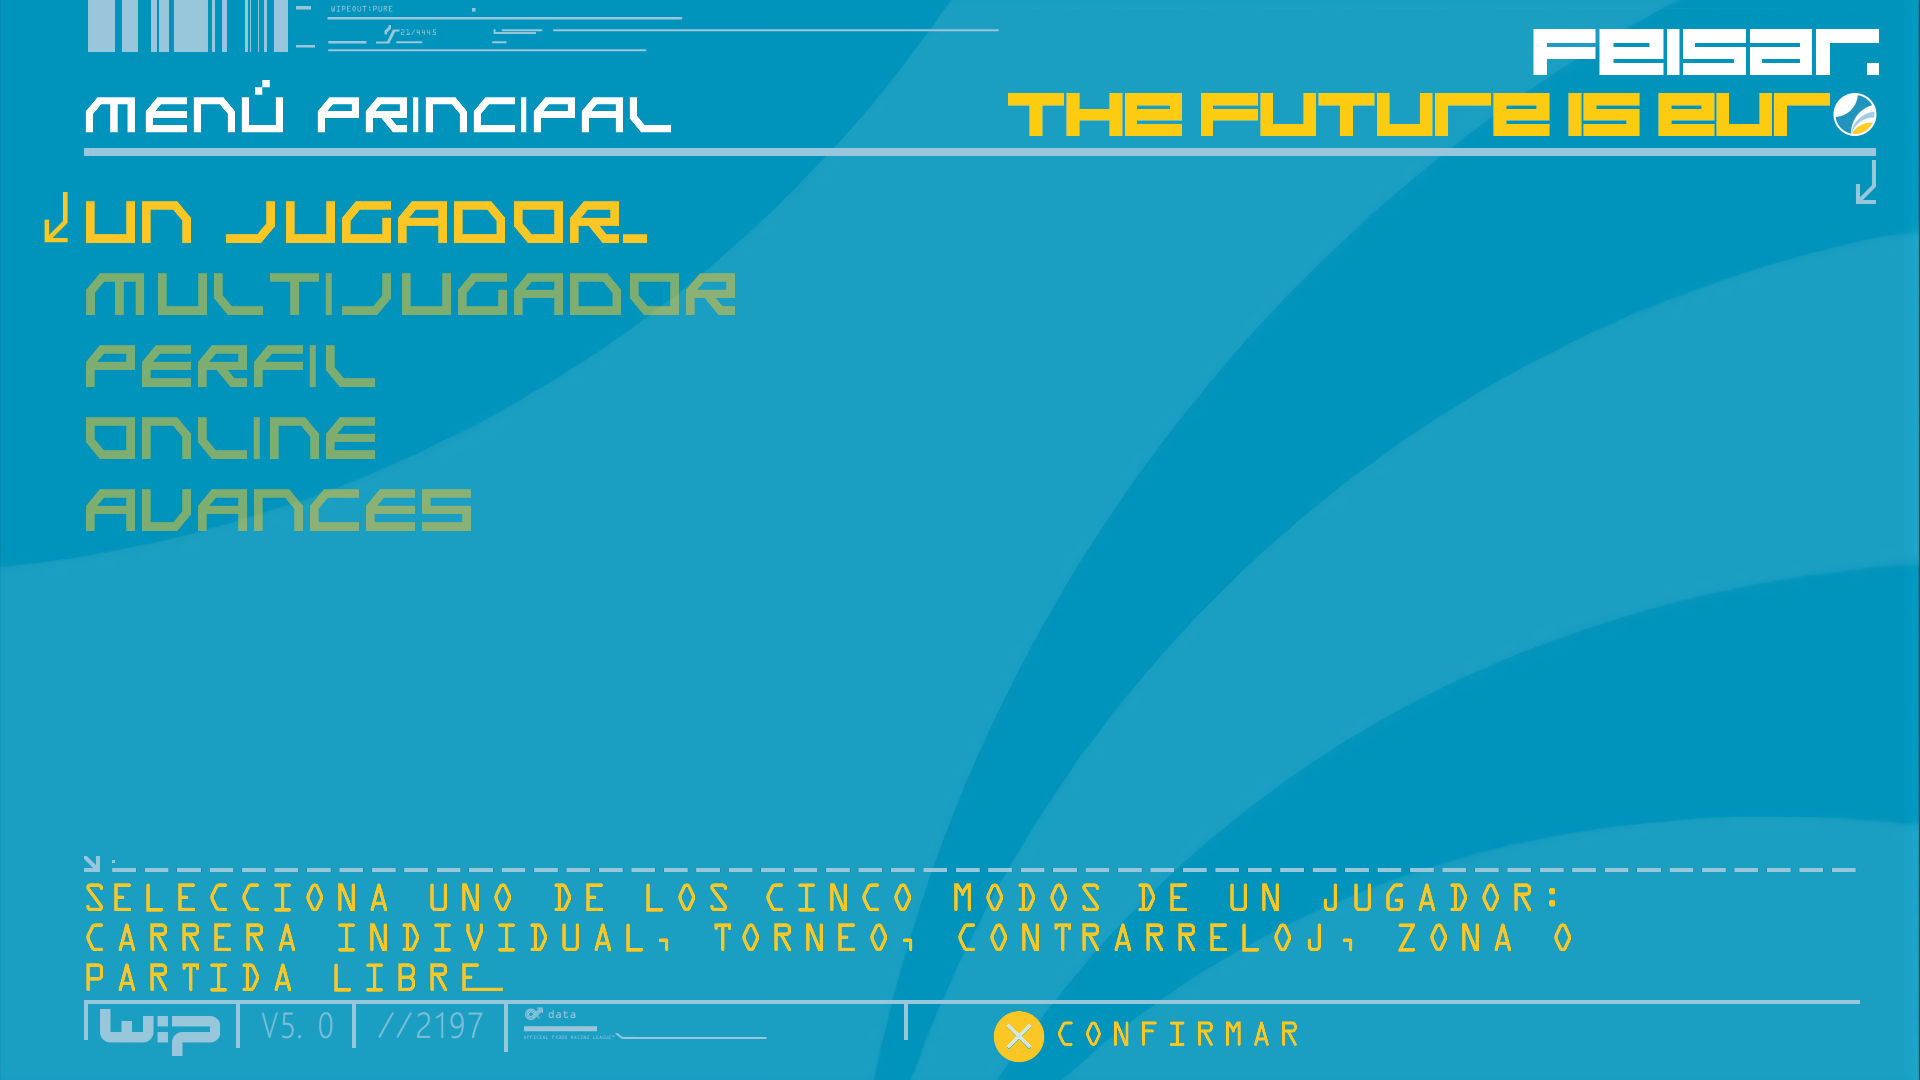 WIPEOUT:PURE
21/4445
FEISAR.
MENÚ PRINCIPAL
THE FUTURE IS EURO
UN JUGADOR_
MULTIJUGADOR
PERFIL
ONLINE
AVANCES
SELECCIONA UNO DE LOS CINCO MODOS DE UN JUGADOR:
CARRERA INDIVIDUAL, TORNEO, CONTRARRELOJ, ZONA O
PARTIDA LIBRE_
wip V5.0 //2197 data
OFFICIAL FX300 RACING LEAGUE
CONFIRMAR